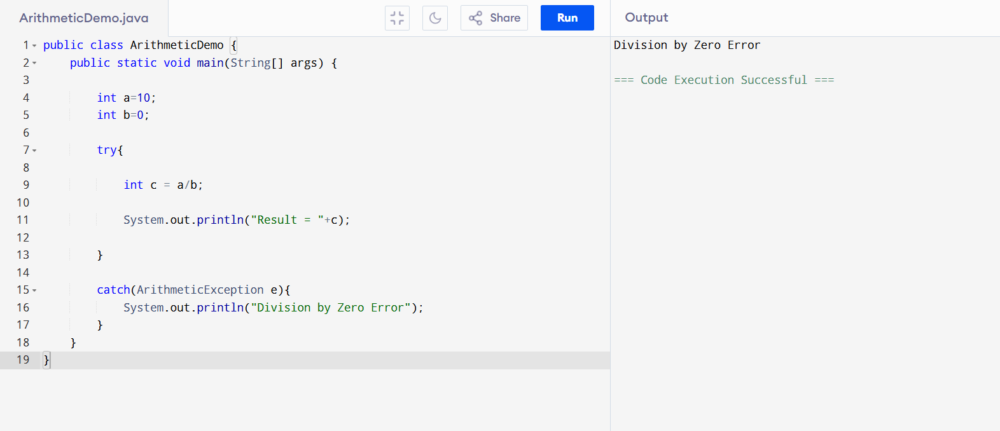 ArithmeticDemo.java
Share
Run
Output
1 public class ArithmeticDemo {
2     public static void main(String[] args) {
3
4         int a=10;
5         int b=0;
6
7         try{
8
9             int c = a/b;
10
11             System.out.println("Result = "+c);
12
13         }
14
15         catch(ArithmeticException e){
16             System.out.println("Division by Zero Error");
17         }
18     }
19 }
Division by Zero Error
=== Code Execution Successful ===